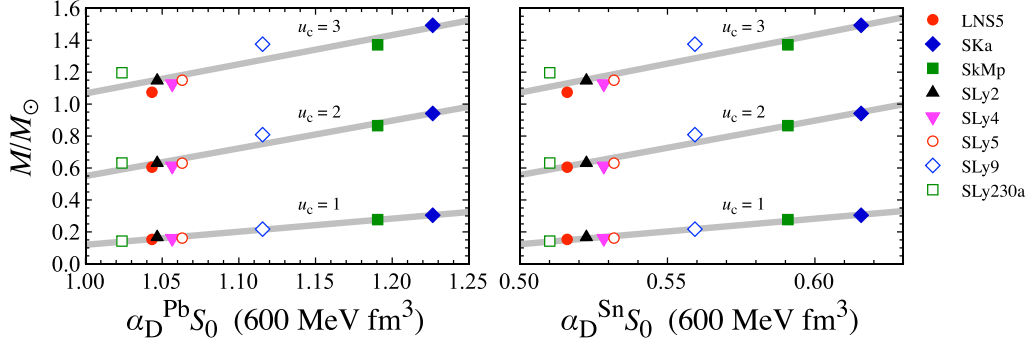 M/M☉
1.6
1.4
1.2
1.0
0.8
0.6
0.4
0.2
0.0
u_c = 3
u_c = 2
u_c = 1
1.00 1.05 1.10 1.15 1.20 1.25
α_D^Pb S_0 (600 MeV fm^3)
u_c = 3
u_c = 2
u_c = 1
0.50 0.55 0.60
α_D^Sn S_0 (600 MeV fm^3)
LNS5
SKa
SkMp
SLy2
SLy4
SLy5
SLy9
SLy230a